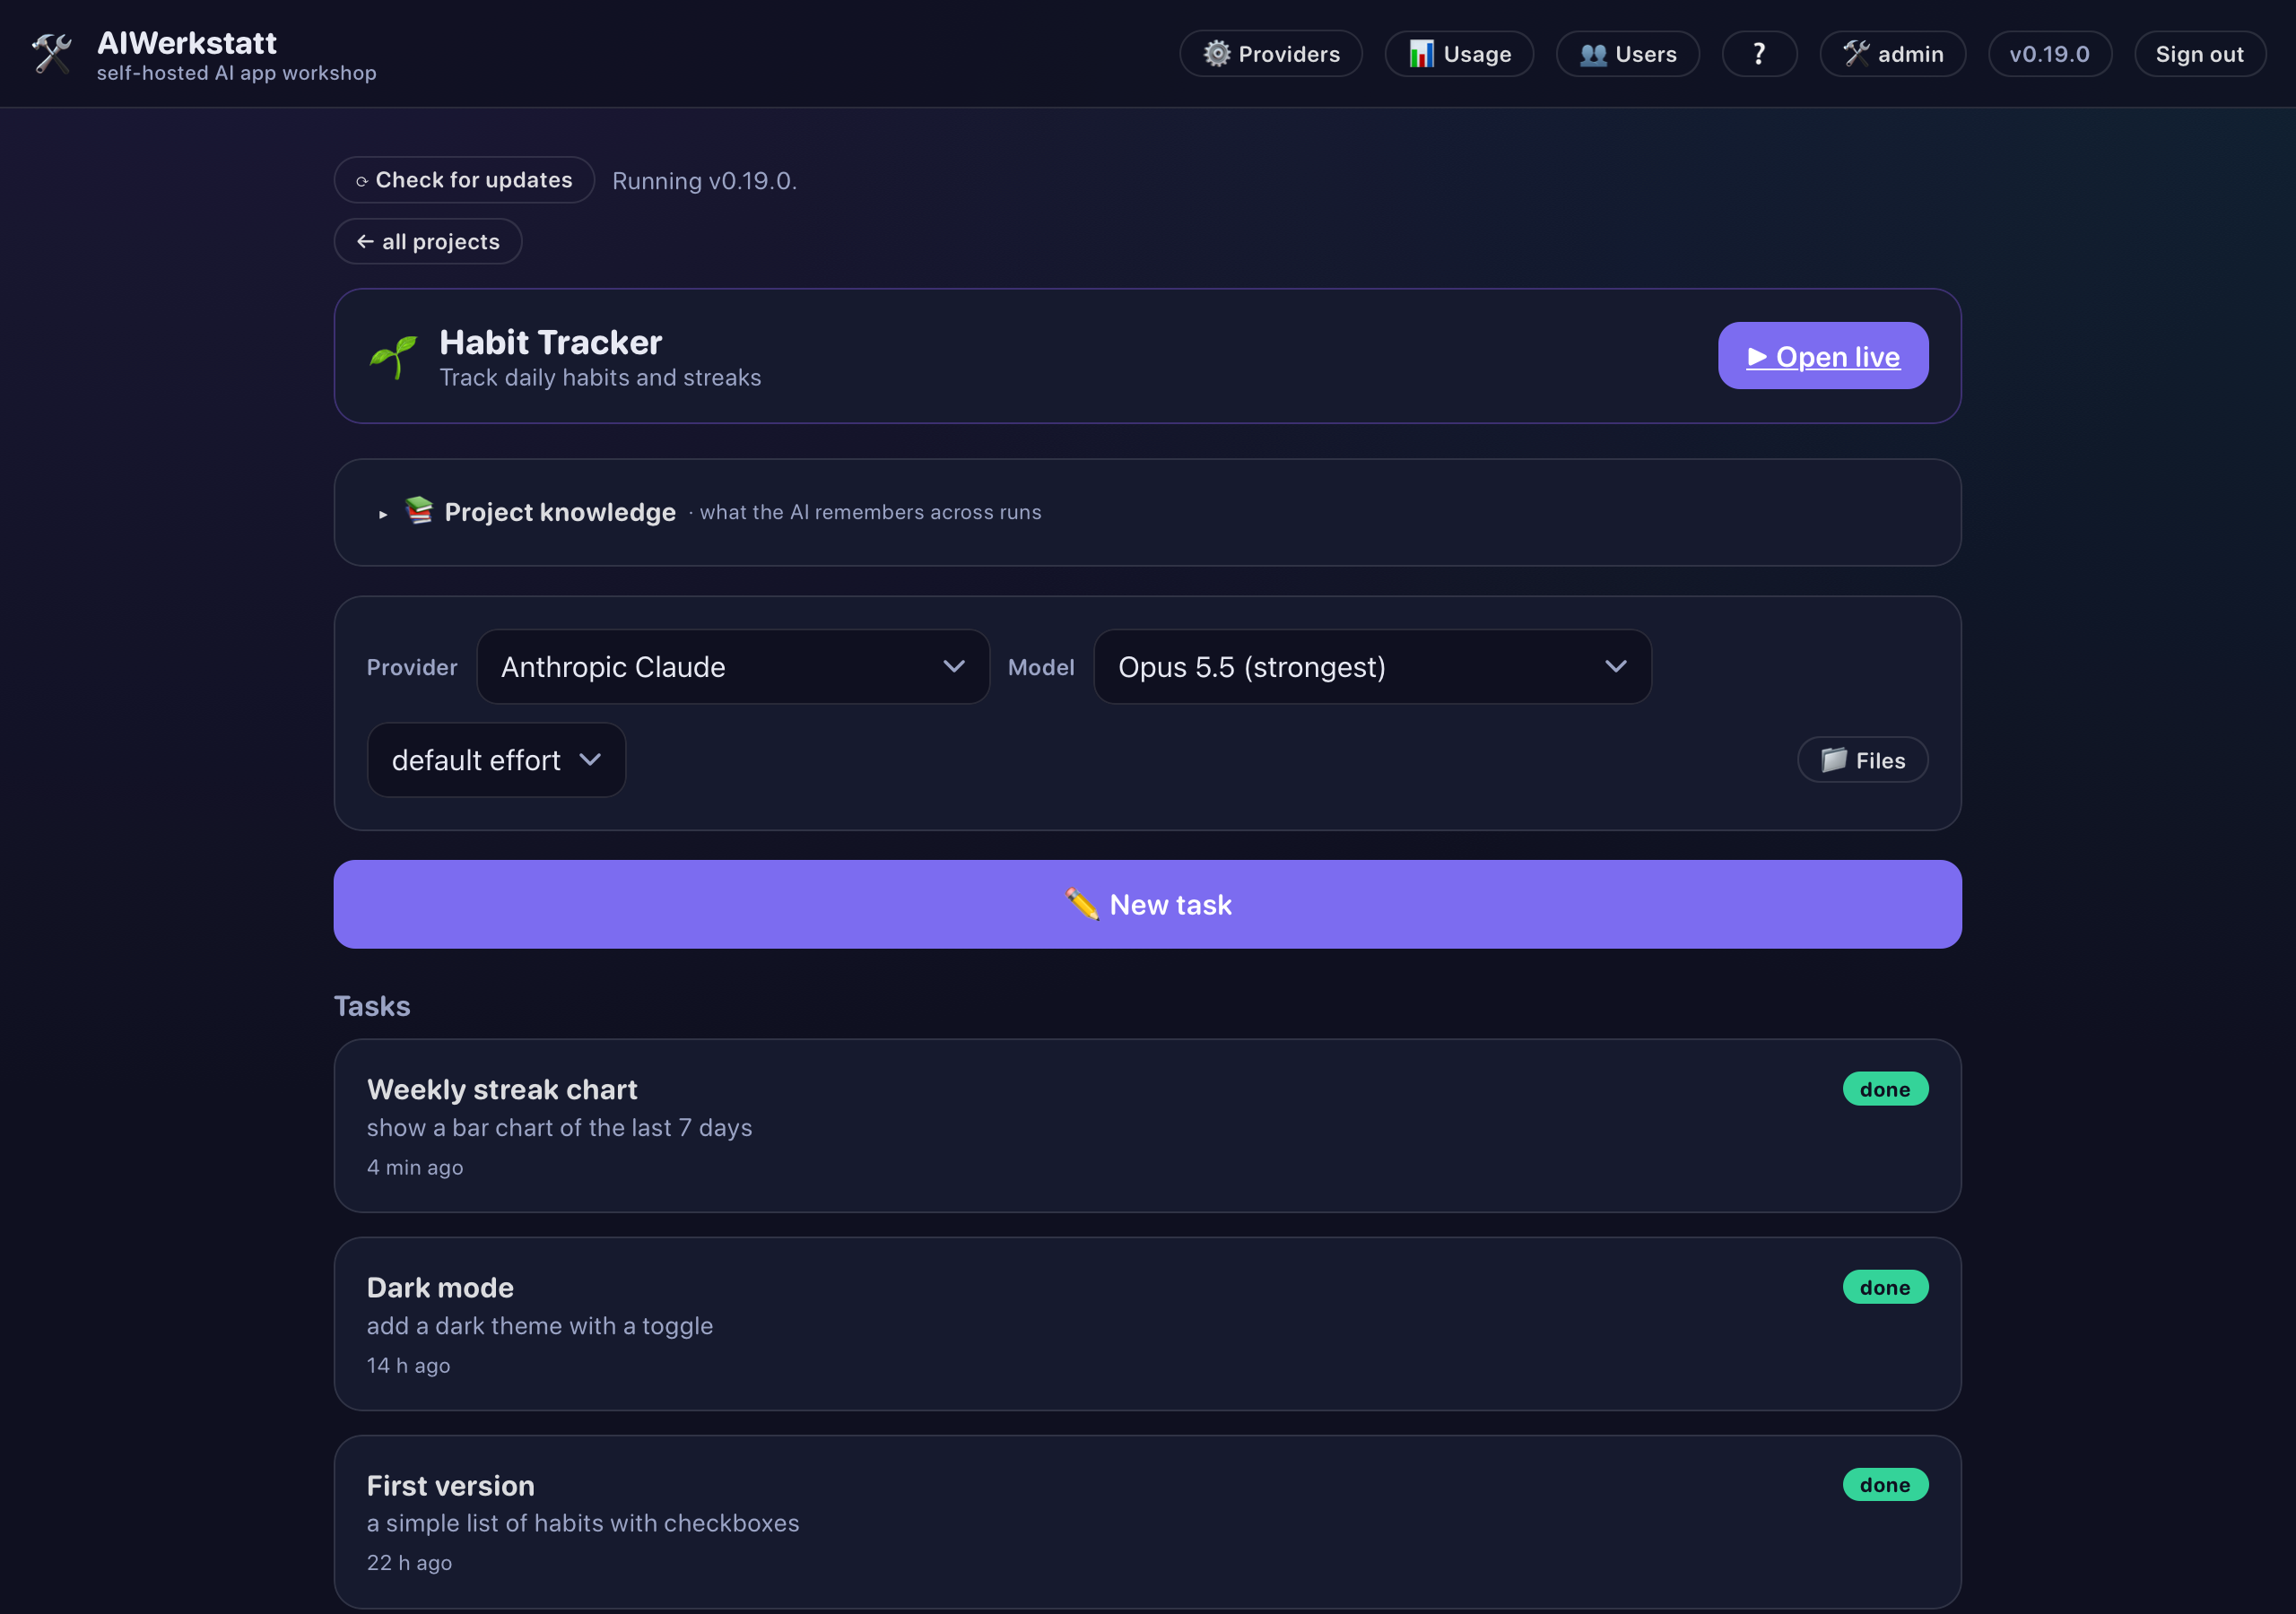 AIWerkstatt
self-hosted AI app workshop
Providers
Usage
Users
?
admin
v0.19.0
Sign out
Check for updates
Running v0.19.0.
← all projects
Habit Tracker
Track daily habits and streaks
▶ Open live
▸ Project knowledge · what the AI remembers across runs
Provider
Anthropic Claude
Model
Opus 5.5 (strongest)
default effort
Files
New task
Tasks
Weekly streak chart
done
show a bar chart of the last 7 days
4 min ago
Dark mode
done
add a dark theme with a toggle
14 h ago
First version
done
a simple list of habits with checkboxes
22 h ago